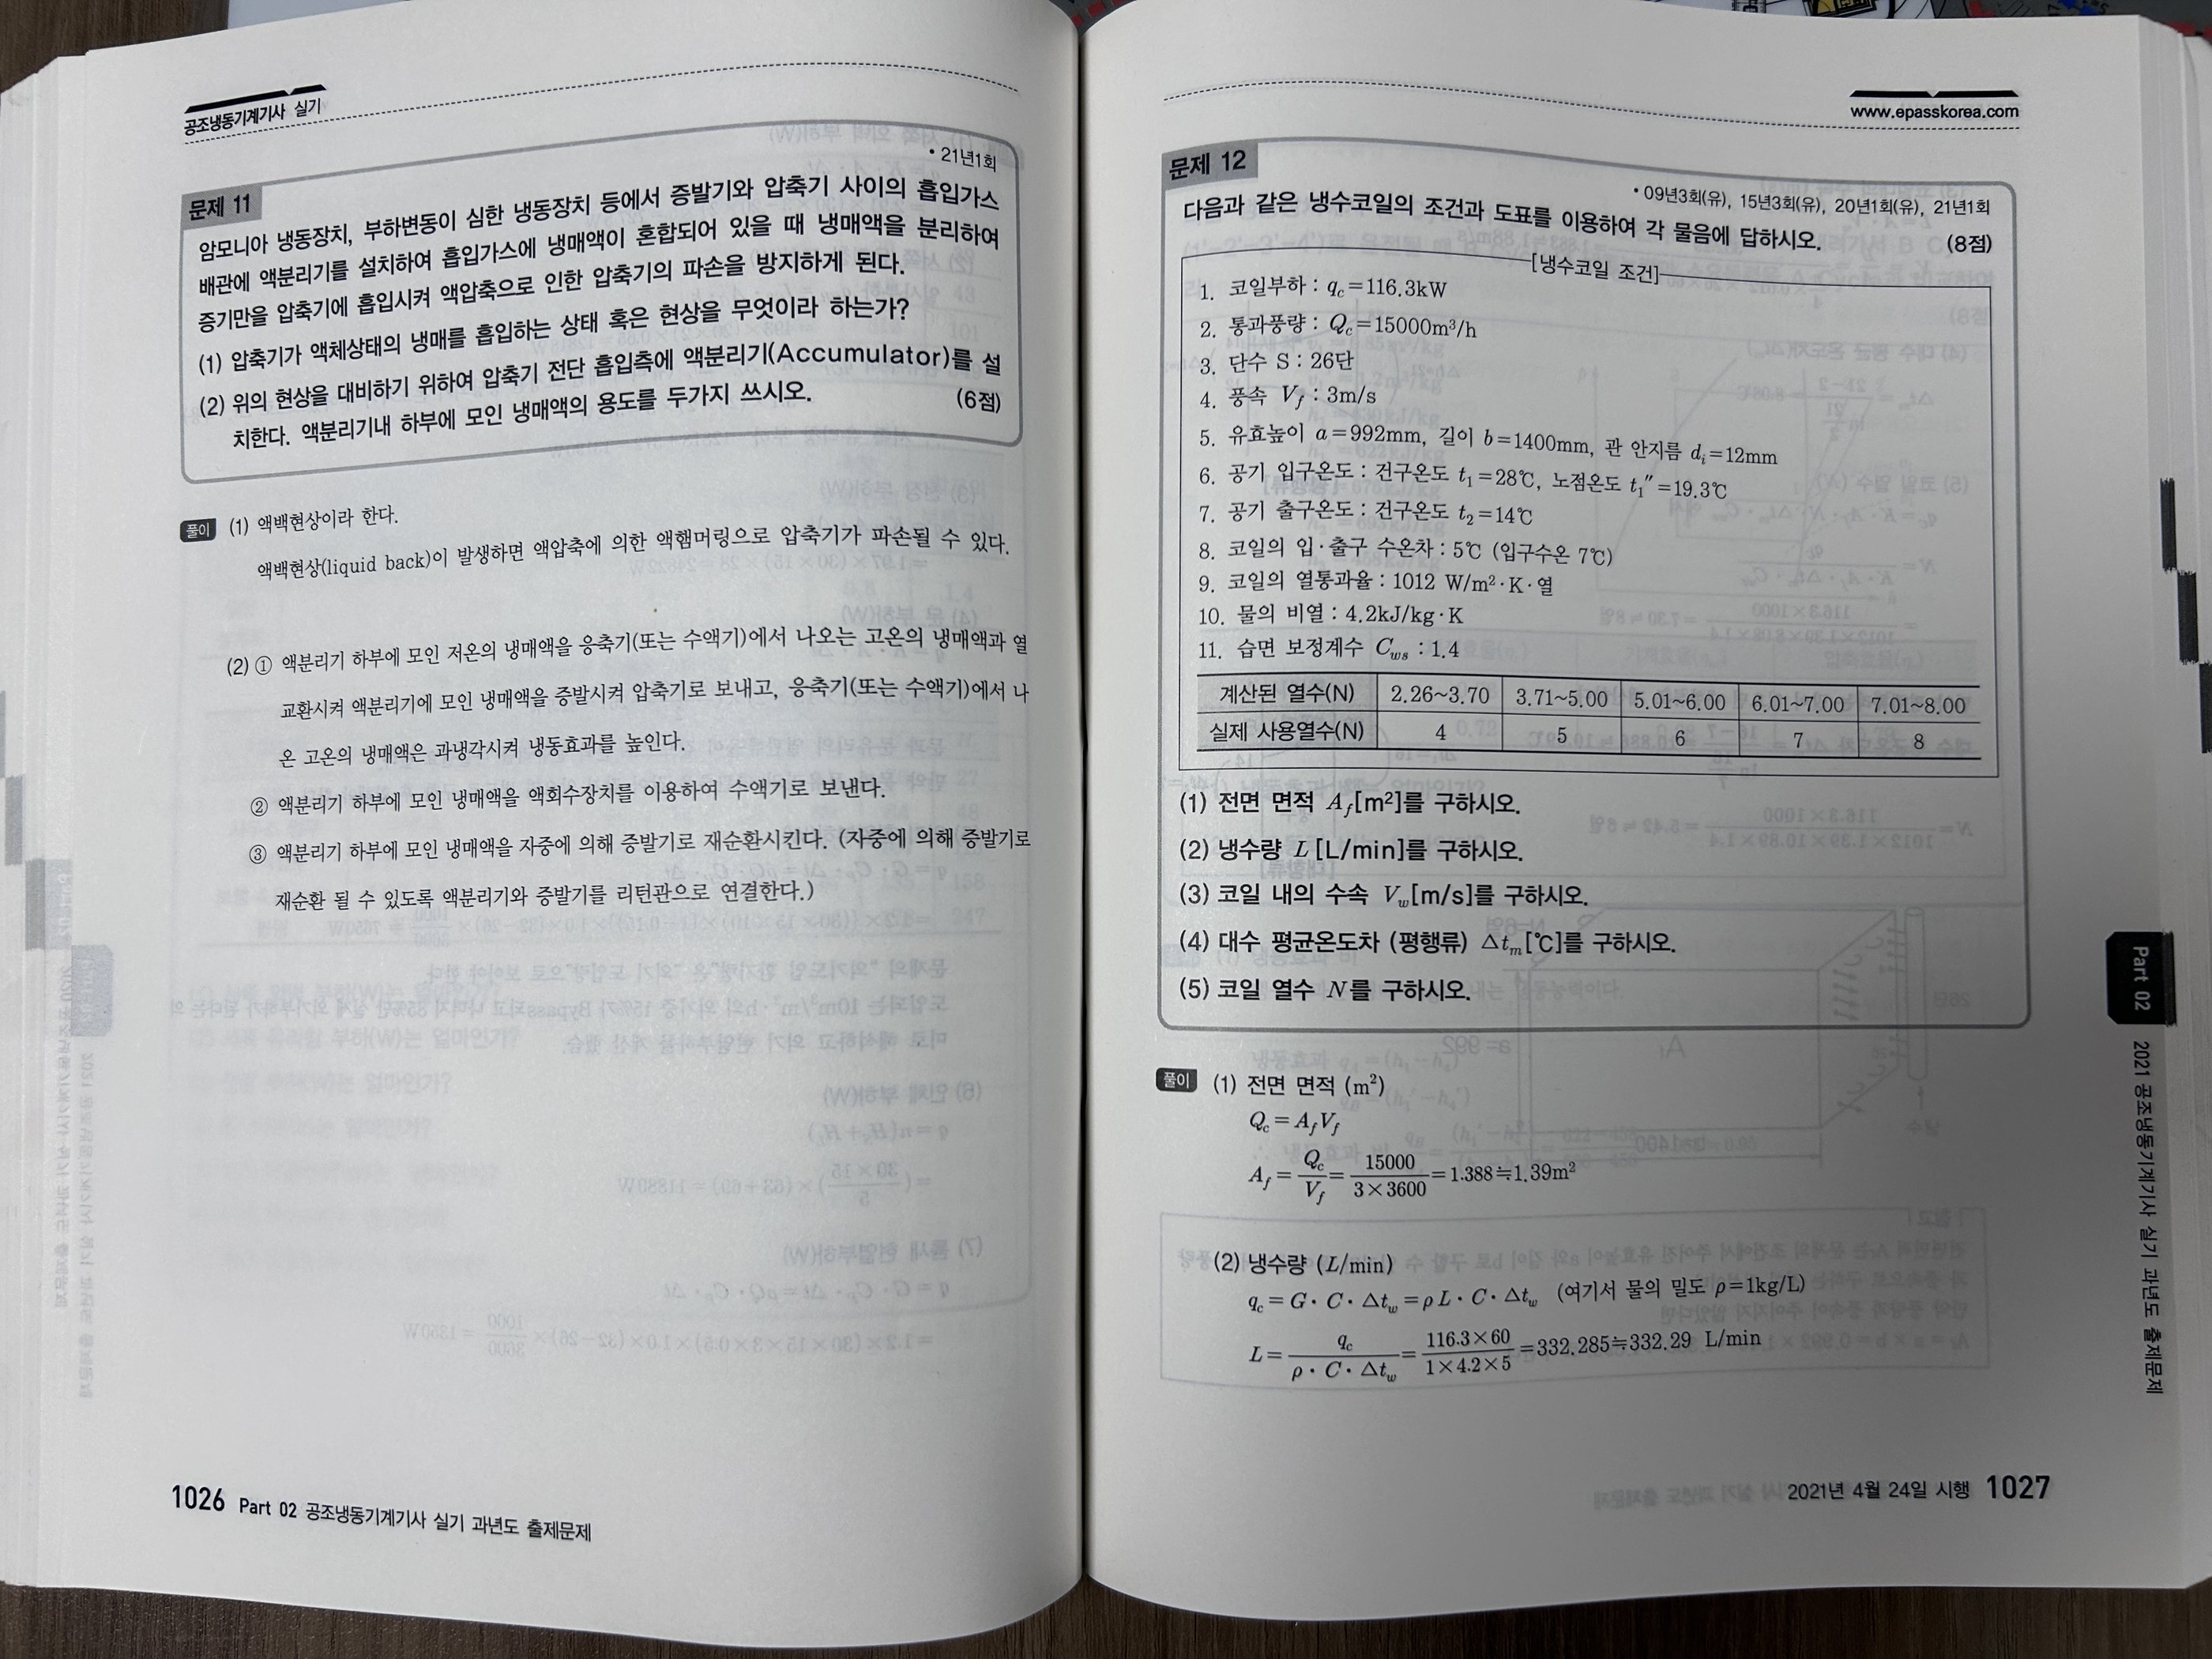 공조냉동기계기사 실기
• 21년1회
문제 11
암모니아 냉동장치, 부하변동이 심한 냉동장치 등에서 증발기와 압축기 사이의 흡입가스
배관에 액분리기를 설치하여 흡입가스에 냉매액이 혼합되어 있을 때 냉매액을 분리하여
증기만을 압축기에 흡입시켜 액압축으로 인한 압축기의 파손을 방지하게 된다.
(1) 압축기가 액체상태의 냉매를 흡입하는 상태 혹은 현상을 무엇이라 하는가?
(2) 위의 현상을 대비하기 위하여 압축기 전단 흡입측에 액분리기(Accumulator)를 설
치한다. 액분리기내 하부에 모인 냉매액의 용도를 두가지 쓰시오. (6점)
풀이 (1) 액백현상이라 한다.
액백현상(liquid back)이 발생하면 액압축에 의한 액햄머링으로 압축기가 파손될 수 있다.
(2) ① 액분리기 하부에 모인 저온의 냉매액을 응축기(또는 수액기)에서 나오는 고온의 냉매액과 열
교환시켜 액분리기에 모인 냉매액을 증발시켜 압축기로 보내고, 응축기(또는 수액기)에서 나
온 고온의 냉매액은 과냉각시켜 냉동효과를 높인다.
② 액분리기 하부에 모인 냉매액을 액회수장치를 이용하여 수액기로 보낸다.
③ 액분리기 하부에 모인 냉매액을 자중에 의해 증발기로 재순환시킨다. (자중에 의해 증발기로
재순환 될 수 있도록 액분리기와 증발기를 리턴관으로 연결한다.)
1026 Part 02 공조냉동기계기사 실기 과년도 출제문제
www.epasskorea.com
문제 12
• 09년3회(유), 15년3회(유), 20년1회(유), 21년1회
다음과 같은 냉수코일의 조건과 도표를 이용하여 각 물음에 답하시오. (8점)
[냉수코일 조건]
1. 코일부하 : q_c=116.3kW
2. 통과풍량 : Q_c=15000m³/h
3. 단수 S : 26단
4. 풍속 V_f : 3m/s
5. 유효높이 a=992mm, 길이 b=1400mm, 관 안지름 d_i=12mm
6. 공기 입구온도 : 건구온도 t₁=28℃, 노점온도 t₁″=19.3℃
7. 공기 출구온도 : 건구온도 t₂=14℃
8. 코일의 입·출구 수온차 : 5℃ (입구수온 7℃)
9. 코일의 열통과율 : 1012 W/m²·K·열
10. 물의 비열 : 4.2kJ/kg·K
11. 습면 보정계수 C_ws : 1.4
계산된 열수(N) 2.26~3.70 3.71~5.00 5.01~6.00 6.01~7.00 7.01~8.00
실제 사용열수(N) 4 5 6 7 8
(1) 전면 면적 A_f[m²]를 구하시오.
(2) 냉수량 L[L/min]를 구하시오.
(3) 코일 내의 수속 V_w[m/s]를 구하시오.
(4) 대수 평균온도차 (평행류) △t_m[℃]를 구하시오.
(5) 코일 열수 N를 구하시오.
풀이 (1) 전면 면적 (m²)
Q_c=A_f V_f
A_f=Q_c/V_f=15000/(3×3600)=1.388≒1.39m²
(2) 냉수량 (L/min)
q_c=G·C·△t_w=ρL·C·△t_w (여기서 물의 밀도 ρ=1kg/L)
L=q_c/(ρ·C·△t_w)=(116.3×60)/(1×4.2×5)=332.285≒332.29 L/min
Part 02
2021 공조냉동기계기사 실기 과년도 출제문제
2021년 4월 24일 시행 1027